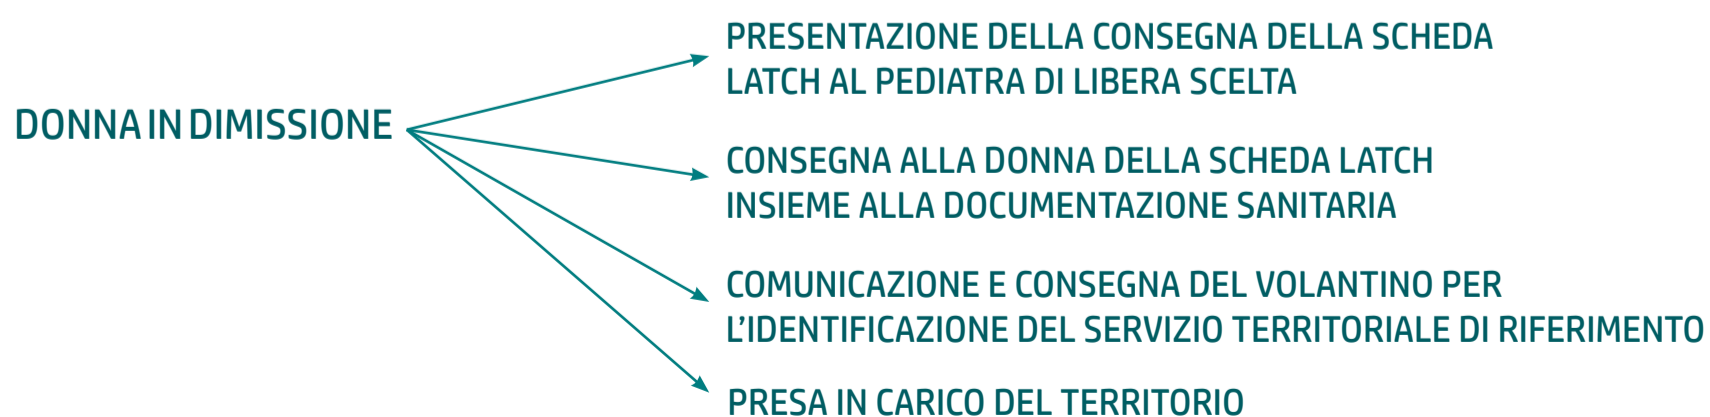 DONNA IN DIMISSIONE
PRESENTAZIONE DELLA CONSEGNA DELLA SCHEDA
LATCH AL PEDIATRA DI LIBERA SCELTA
CONSEGNA ALLA DONNA DELLA SCHEDA LATCH
INSIEME ALLA DOCUMENTAZIONE SANITARIA
COMUNICAZIONE E CONSEGNA DEL VOLANTINO PER
L’IDENTIFICAZIONE DEL SERVIZIO TERRITORIALE DI RIFERIMENTO
PRESA IN CARICO DEL TERRITORIO